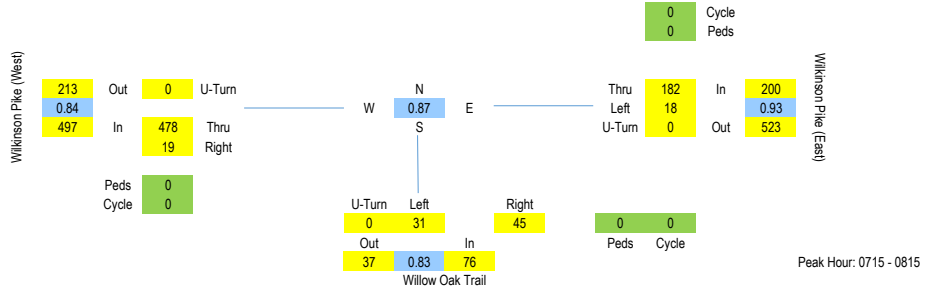 0 Cycle
0 Peds
Wilkinson Pike (West)
213 Out 0 U-Turn
0.84
497 In 478 Thru
19 Right
N
W 0.87 E
S
Thru 182 In 200
Left 18 0.93
U-Turn 0 Out 523
Wilkinson Pike (East)
Peds 0
Cycle 0
U-Turn Left Right
0 31 45
Out In
37 0.83 76
Willow Oak Trail
0 0
Peds Cycle
Peak Hour: 0715 - 0815